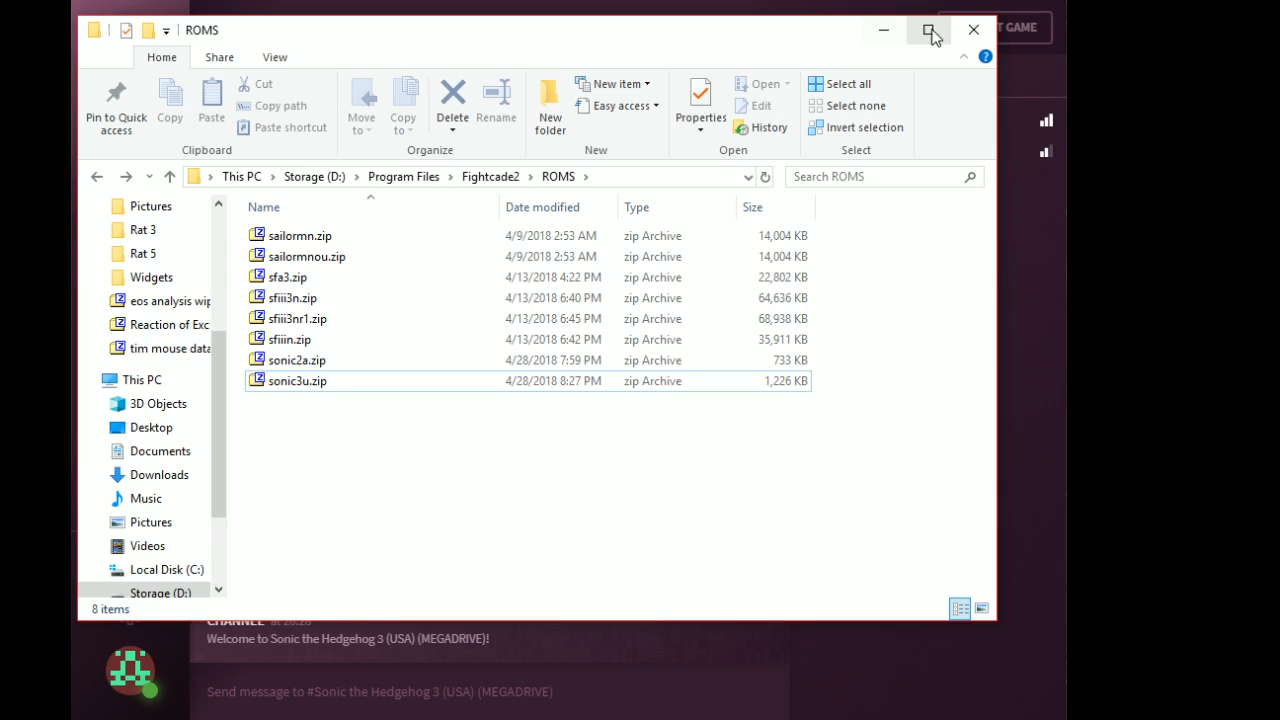 ROMS
T GAME
Home Share View
Pin to Quick access
Copy
Paste
Cut
Copy path
Paste shortcut
Clipboard
Move to
Copy to
Delete
Rename
Organize
New folder
New item
Easy access
New
Properties
Open
Edit
History
Open
Select all
Select none
Invert selection
Select
This PC > Storage (D:) > Program Files > Fightcade2 > ROMS >
Search ROMS
Pictures
Rat 3
Rat 5
Widgets
eos analysis wip
Reaction of Exc
tim mouse data
This PC
3D Objects
Desktop
Documents
Downloads
Music
Pictures
Videos
Local Disk (C:)
Storage (D:)
Name Date modified Type Size
sailormn.zip 4/9/2018 2:53 AM zip Archive 14,004 KB
sailormnou.zip 4/9/2018 2:53 AM zip Archive 14,004 KB
sfa3.zip 4/13/2018 4:22 PM zip Archive 22,802 KB
sfiii3n.zip 4/13/2018 6:40 PM zip Archive 64,636 KB
sfiii3nr1.zip 4/13/2018 6:45 PM zip Archive 68,938 KB
sfiiin.zip 4/13/2018 6:42 PM zip Archive 35,911 KB
sonic2a.zip 4/28/2018 7:59 PM zip Archive 733 KB
sonic3u.zip 4/28/2018 8:27 PM zip Archive 1,226 KB
8 items
CHANNEL at 20:28
Welcome to Sonic the Hedgehog 3 (USA) (MEGADRIVE)!
Send message to #Sonic the Hedgehog 3 (USA) (MEGADRIVE)